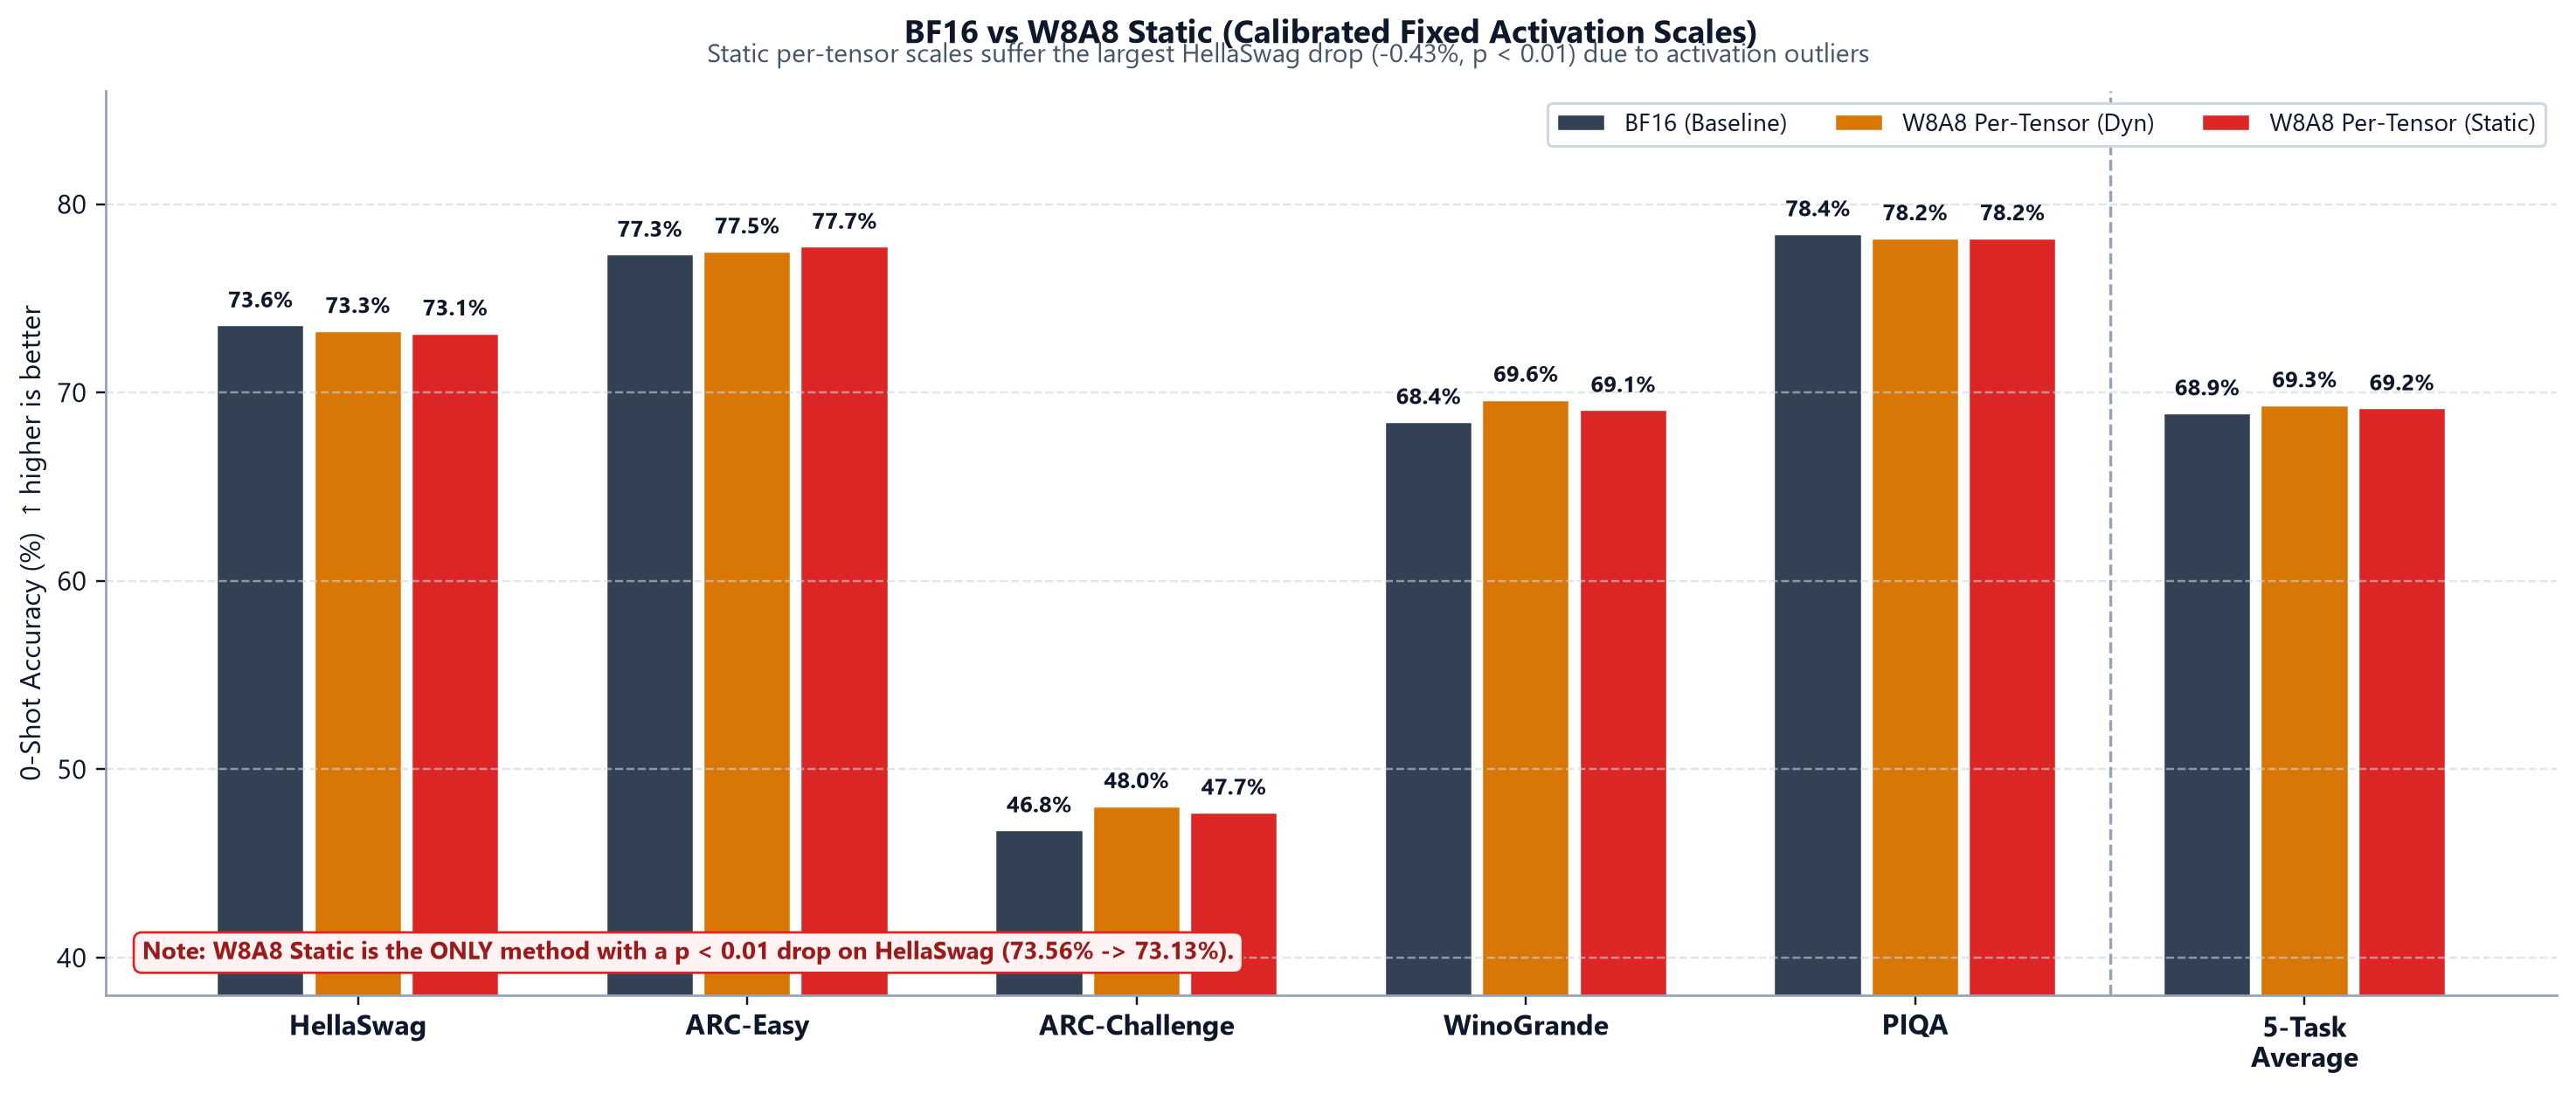 BF16 vs W8A8 Static (Calibrated Fixed Activation Scales)
Static per-tensor scales suffer the largest HellaSwag drop (-0.43%, p < 0.01) due to activation outliers
BF16 (Baseline)
W8A8 Per-Tensor (Dyn)
W8A8 Per-Tensor (Static)
0-Shot Accuracy (%) ↑ higher is better
80
70
60
50
40
73.6%
73.3%
73.1%
77.3%
77.5%
77.7%
46.8%
48.0%
47.7%
68.4%
69.6%
69.1%
78.4%
78.2%
78.2%
68.9%
69.3%
69.2%
Note: W8A8 Static is the ONLY method with a p < 0.01 drop on HellaSwag (73.56% -> 73.13%).
HellaSwag
ARC-Easy
ARC-Challenge
WinoGrande
PIQA
5-Task
Average